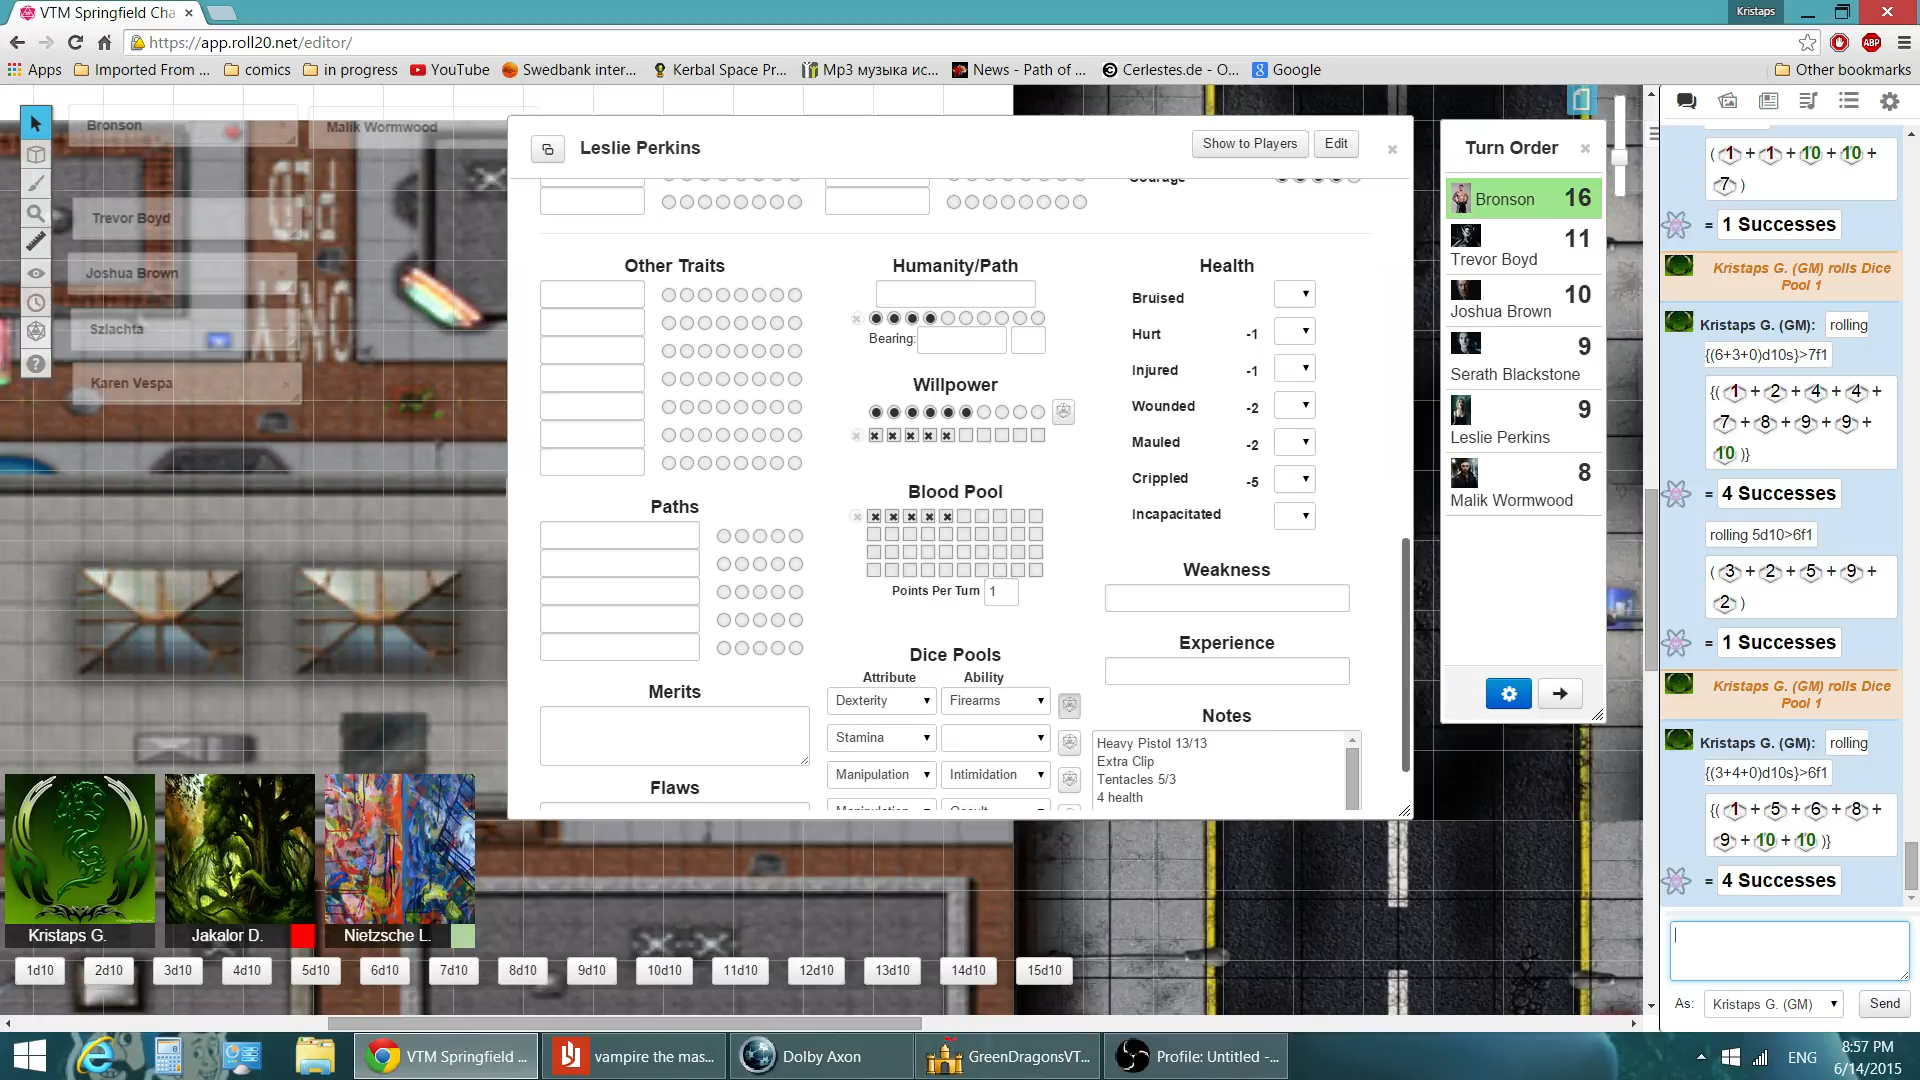 VTM Springfield Cha
Kristaps
https://app.roll20.net/editor/
Apps
Imported From ...
comics
in progress
YouTube
Swedbank inter...
Kerbal Space Pr...
Mp3 музыка ис...
News - Path of ...
Cerlestes.de - O...
Google
Other bookmarks
Bronson
Malik Wormwood
Trevor Boyd
Joshua Brown
Szlachta
Karen Vespa
Leslie Perkins
Show to Players
Edit
Courage
Other Traits
Humanity/Path
Health
Bruised
Bearing:
Hurt -1
Injured -1
Willpower
Wounded -2
Mauled -2
Crippled -5
Blood Pool
Incapacitated
Paths
Points Per Turn 1
Weakness
Experience
Dice Pools
Attribute Ability
Merits
Dexterity Firearms
Stamina
Manipulation Intimidation
Manipulation Occult
Flaws
Notes
Heavy Pistol 13/13
Extra Clip
Tentacles 5/3
4 health
Turn Order
Bronson 16
11
Trevor Boyd
10
Joshua Brown
9
Serath Blackstone
9
Leslie Perkins
8
Malik Wormwood
( 1 + 1 + 10 + 10 +
7 )
= 1 Successes
Kristaps G. (GM) rolls Dice
Pool 1
Kristaps G. (GM): rolling
{(6+3+0)d10s}>7f1
{( 1 + 2 + 4 + 4 +
7 + 8 + 9 + 9 +
10 )}
= 4 Successes
rolling 5d10>6f1
( 3 + 2 + 5 + 9 +
2 )
= 1 Successes
Kristaps G. (GM) rolls Dice
Pool 1
Kristaps G. (GM): rolling
{(3+4+0)d10s}>6f1
{( 1 + 5 + 6 + 8 +
9 + 10 + 10 )}
= 4 Successes
As: Kristaps G. (GM)
Send
Kristaps G.
Jakalor D.
Nietzsche L.
1d10 2d10 3d10 4d10 5d10 6d10 7d10 8d10 9d10 10d10 11d10 12d10 13d10 14d10 15d10
VTM Springfield ...
vampire the mas...
Dolby Axon
GreenDragonsVT...
Profile: Untitled -...
ENG
8:57 PM
6/14/2015